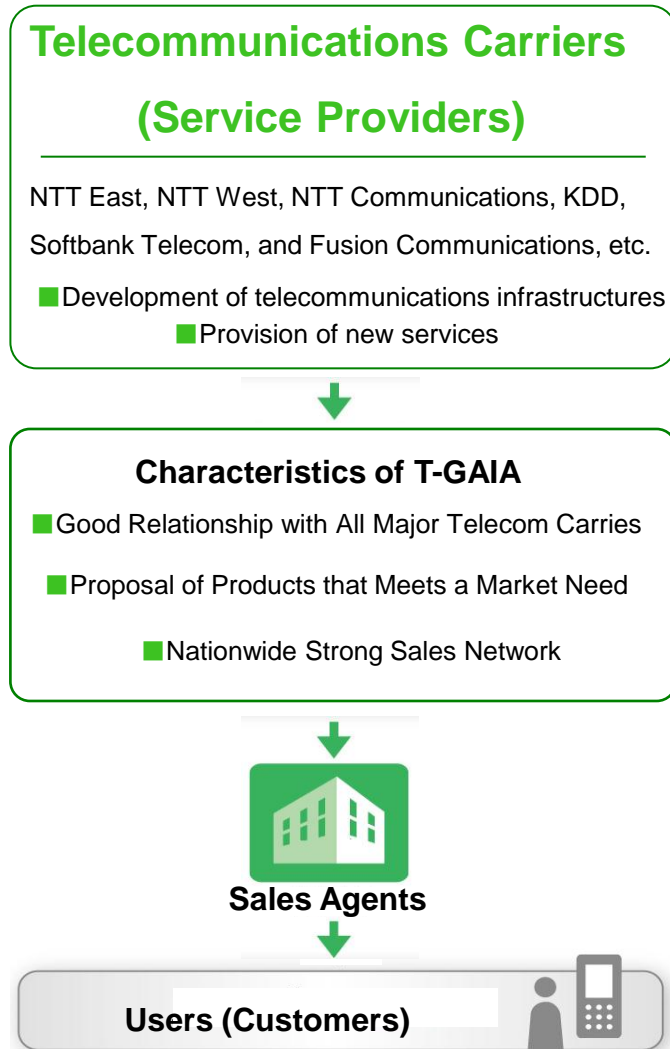 Telecommunications Carriers
(Service Providers)
NTT East, NTT West, NTT Communications, KDD,
Softbank Telecom, and Fusion Communications, etc.
■Development of telecommunications infrastructures
■Provision of new services
Characteristics of T-GAIA
■Good Relationship with All Major Telecom Carries
■Proposal of Products that Meets a Market Need
■Nationwide Strong Sales Network
Sales Agents
Users (Customers)